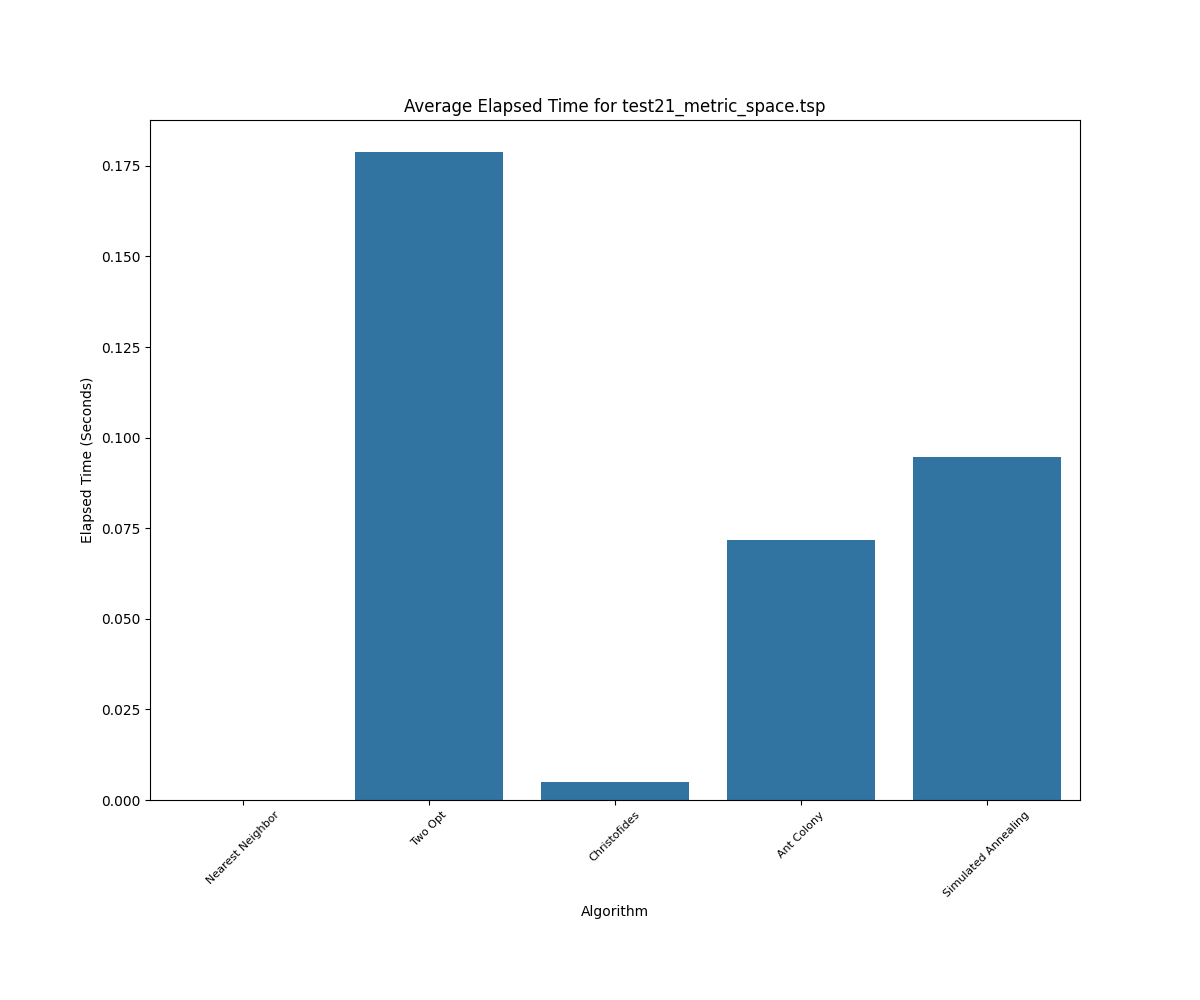 Average Elapsed Time for test21_metric_space.tsp
Elapsed Time (Seconds)
0.175
0.150
0.125
0.100
0.075
0.050
0.025
0.000
Nearest Neighbor
Two Opt
Christofides
Ant Colony
Simulated Annealing
Algorithm